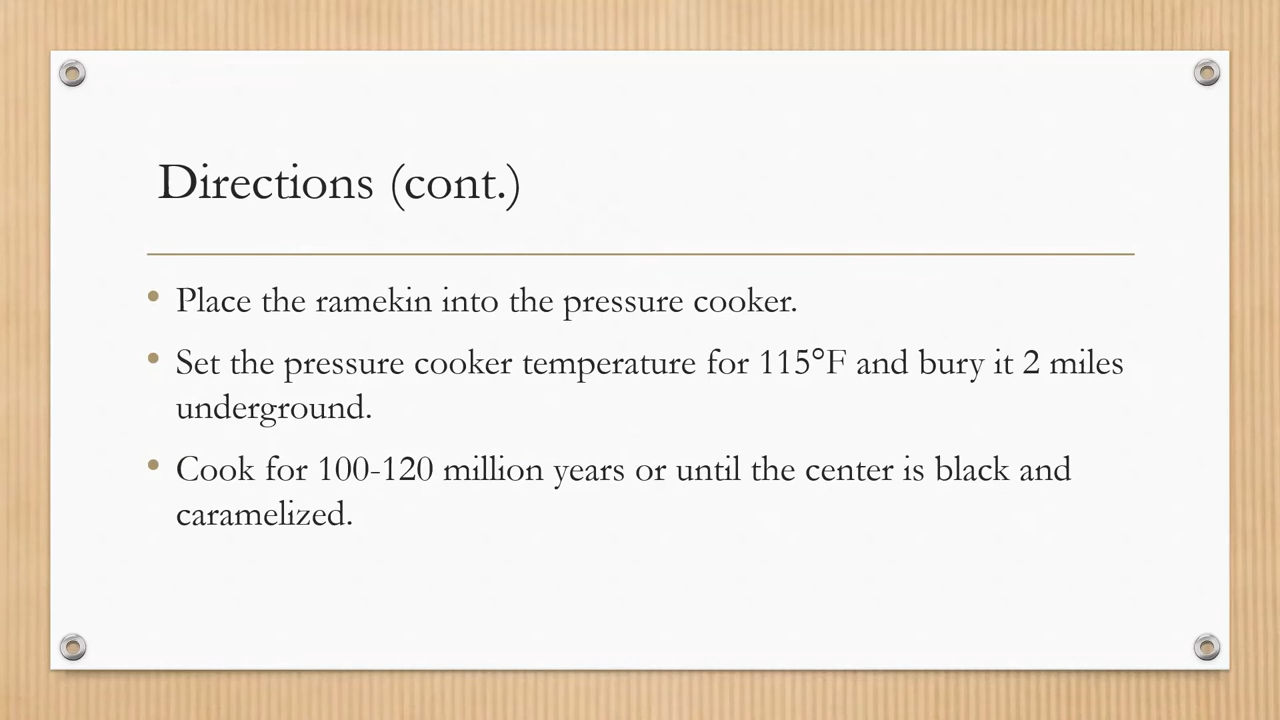 Directions (cont.)
Place the ramekin into the pressure cooker.
Set the pressure cooker temperature for 115°F and bury it 2 miles
underground.
Cook for 100-120 million years or until the center is black and
caramelized.